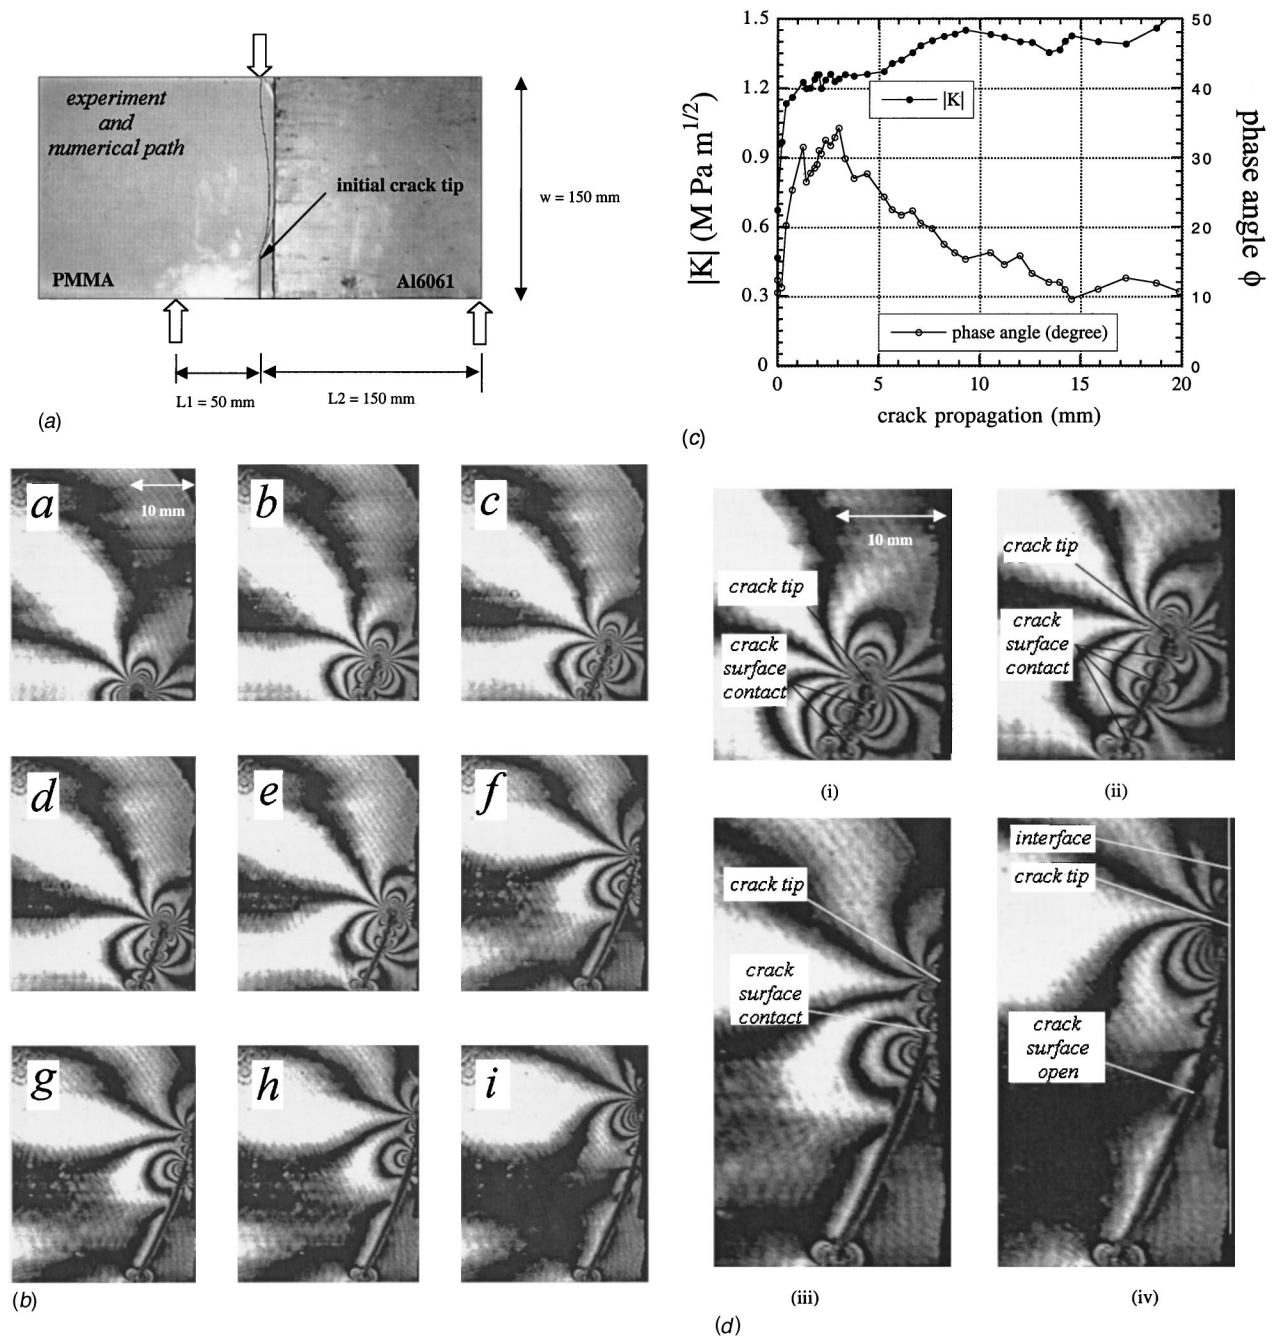 experiment
and
numerical path
initial crack tip
w = 150 mm
PMMA
Al6061
L1 = 50 mm
L2 = 150 mm
(a)
1.5
1.2
0.9
0.6
0.3
0
|K| (M Pa m^1/2)
50
40
30
20
10
0
phase angle ϕ
|K|
phase angle (degree)
0
5
10
15
20
crack propagation (mm)
(c)
a
10 mm
b
c
d
e
f
g
h
i
(b)
10 mm
crack tip
crack
surface
contact
(i)
crack tip
crack
surface
contact
(ii)
crack tip
crack
surface
contact
(iii)
interface
crack tip
crack
surface
open
(iv)
(d)